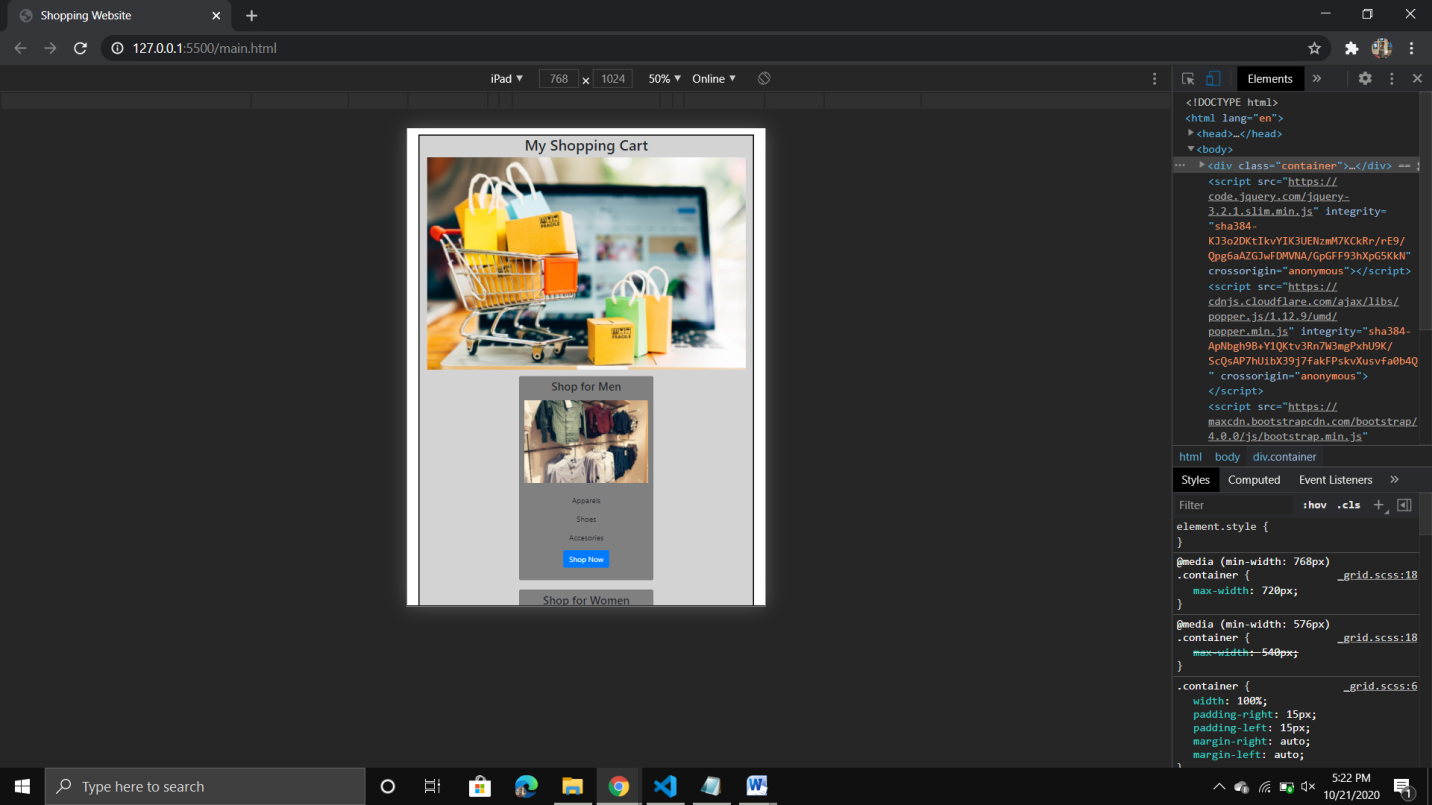 Shopping Website
127.0.0.1:5500/main.html
iPad ▼ 768 × 1024 50% ▼ Online ▼
Elements »
My Shopping Cart
FRAGILE
FRAGILE
Shop for Men
Apparels
Shoes
Accesories
Shop Now
Shop for Women
<!DOCTYPE html>
<html lang="en">
<head>…</head>
<body>
… <div class="container">…</div> ==
<script src="https://
code.jquery.com/jquery-
3.2.1.slim.min.js" integrity=
"sha384-
KJ3o2DKtIkvYIK3UENzmM7KCkRr/rE9/
Qpg6aAZGJwFDMVNA/GpGFF93hXpG5KkN"
crossorigin="anonymous"></script>
<script src="https://
cdnjs.cloudflare.com/ajax/libs/
popper.js/1.12.9/umd/
popper.min.js" integrity="sha384-
ApNbgh9B+Y1QKtv3Rn7W3mgPxhU9K/
ScQsAP7hUibX39j7fakFPskvXusvfa0b4Q
" crossorigin="anonymous">
</script>
<script src="https://
maxcdn.bootstrapcdn.com/bootstrap/
4.0.0/js/bootstrap.min.js"
html body div.container
Styles Computed Event Listeners »
Filter :hov .cls +
element.style {
}
@media (min-width: 768px)
.container { _grid.scss:18
max-width: 720px;
}
@media (min-width: 576px)
.container { _grid.scss:18
max-width: 540px;
}
.container { _grid.scss:6
width: 100%;
padding-right: 15px;
padding-left: 15px;
margin-right: auto;
margin-left: auto;
}
Type here to search
5:22 PM
10/21/2020
1